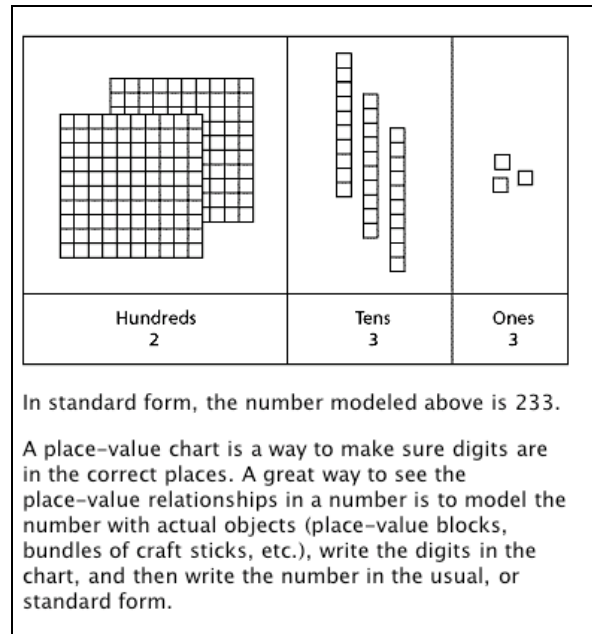 Hundreds
2
Tens
3
Ones
3
In standard form, the number modeled above is 233.
A place-value chart is a way to make sure digits are
in the correct places. A great way to see the
place-value relationships in a number is to model the
number with actual objects (place-value blocks,
bundles of craft sticks, etc.), write the digits in the
chart, and then write the number in the usual, or
standard form.